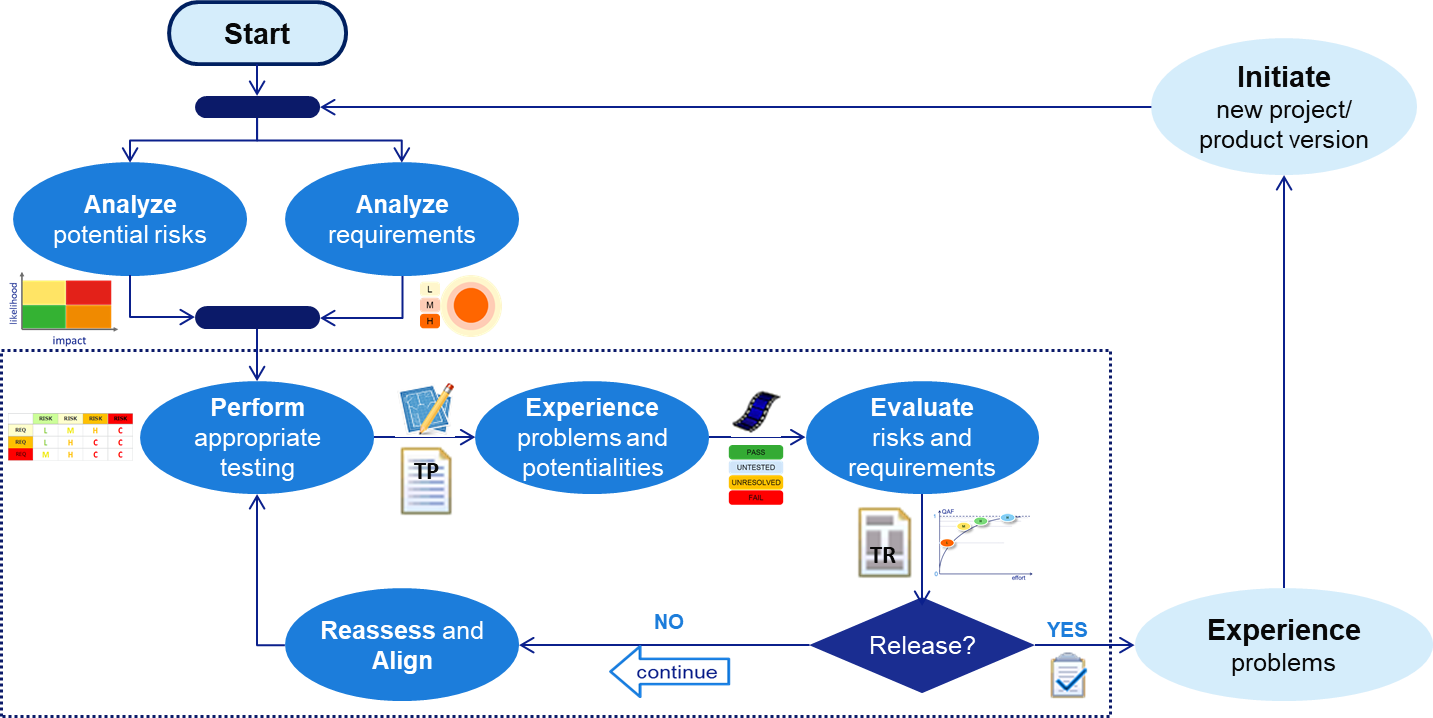 Start
Initiate
new project/
product version
Analyze
potential risks
Analyze
requirements
likelihood
impact
L
M
H
RISK RISK RISK RISK
REQ L M H C
REQ L H C C
REQ M H C C
Perform
appropriate
testing
TP
Experience
problems and
potentialities
PASS
UNTESTED
UNRESOLVED
FAIL
Evaluate
risks and
requirements
TR
QAF
1
0
effort
Reassess and
Align
NO
continue
Release?
YES
Experience
problems